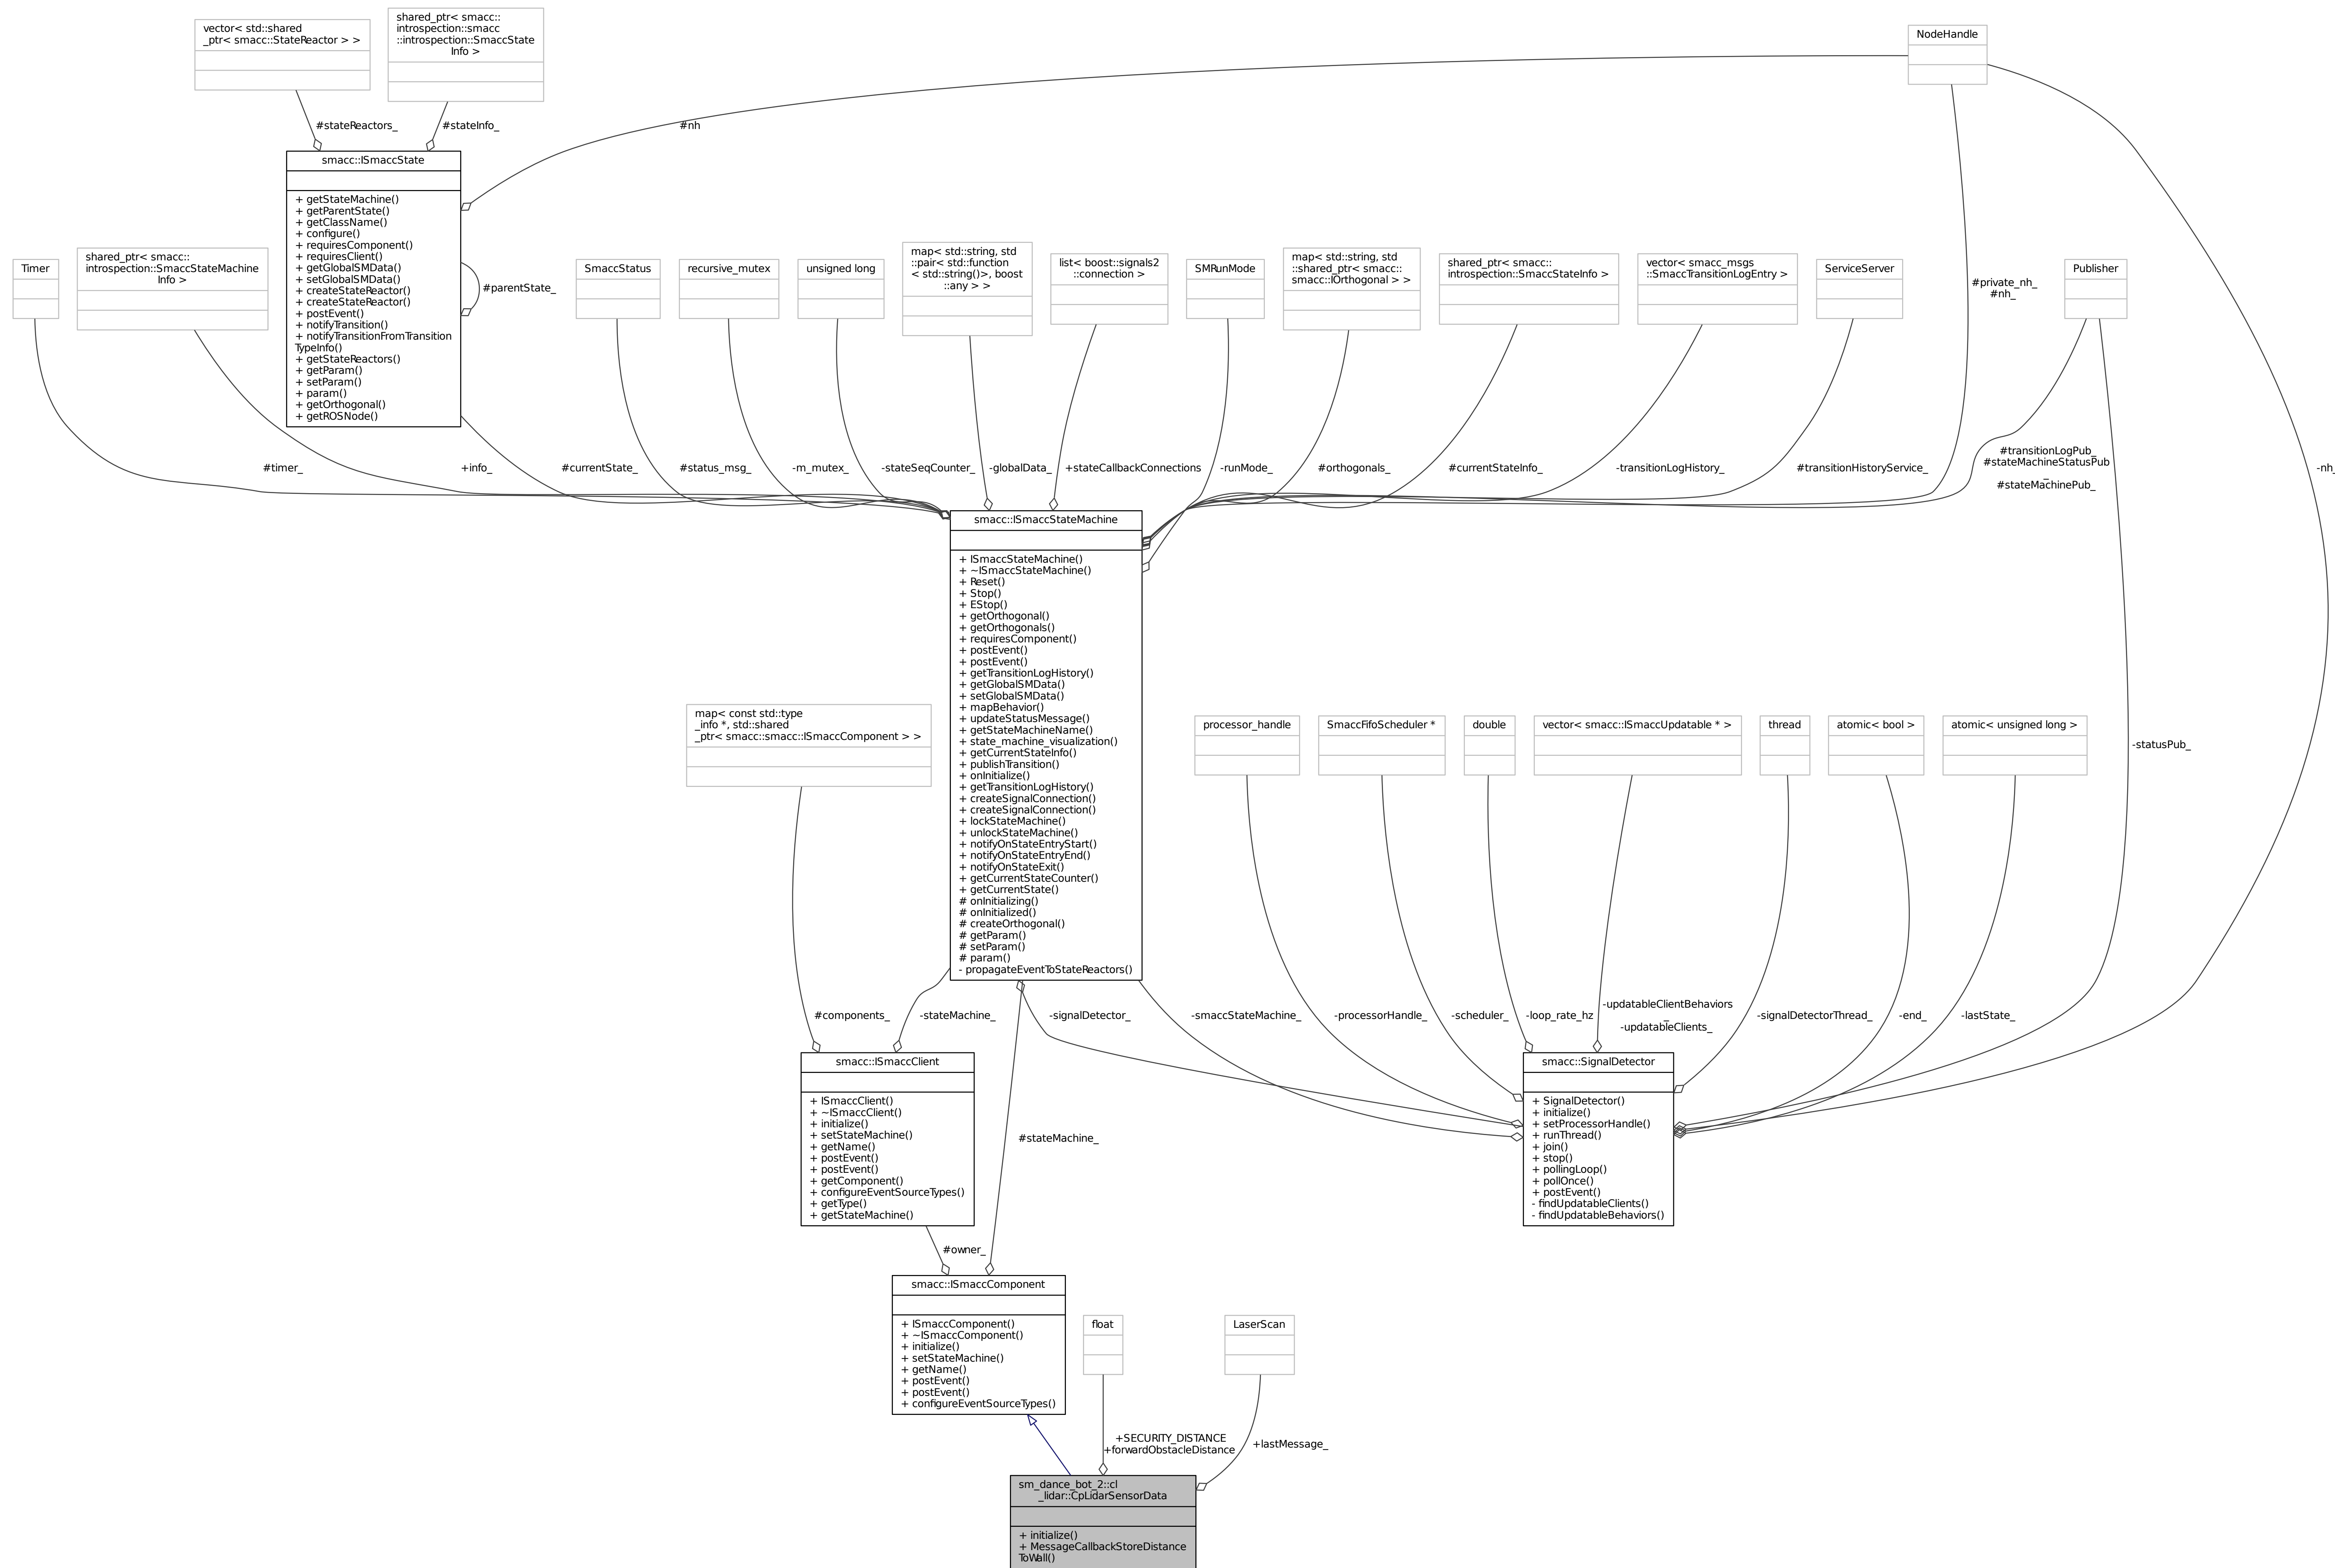 vector< std::shared
_ptr< smacc::StateReactor > >
shared_ptr< smacc::
introspection::smacc
::introspection::SmaccState
Info >
NodeHandle
#stateReactors_
#stateInfo_
#nh
smacc::ISmaccState
+ getStateMachine()
+ getParentState()
+ getClassName()
+ configure()
+ requiresComponent()
+ requiresClient()
+ getGlobalSMData()
+ setGlobalSMData()
+ createStateReactor()
+ createStateReactor()
+ postEvent()
+ notifyTransition()
+ notifyTransitionFromTransition
TypeInfo()
+ getStateReactors()
+ getParam()
+ setParam()
+ param()
+ getOrthogonal()
+ getROSNode()
#parentState_
Timer
shared_ptr< smacc::
introspection::SmaccStateMachine
Info >
SmaccStatus
recursive_mutex
unsigned long
map< std::string, std
::pair< std::function
< std::string()>, boost
::any > >
list< boost::signals2
::connection >
SMRunMode
map< std::string, std
::shared_ptr< smacc::
smacc::IOrthogonal > >
shared_ptr< smacc::
introspection::SmaccStateInfo >
vector< smacc_msgs
::SmaccTransitionLogEntry >
ServiceServer
#private_nh_
#nh_
Publisher
#timer_
+info_
#currentState_
#status_msg_
-m_mutex_
-stateSeqCounter_
-globalData_
+stateCallbackConnections
-runMode_
#orthogonals_
#currentStateInfo_
-transitionLogHistory_
#transitionHistoryService_
#transitionLogPub_
#stateMachineStatusPub
_
#stateMachinePub_
-nh_
smacc::ISmaccStateMachine
+ ISmaccStateMachine()
+ ~ISmaccStateMachine()
+ Reset()
+ Stop()
+ EStop()
+ getOrthogonal()
+ getOrthogonals()
+ requiresComponent()
+ postEvent()
+ postEvent()
+ getTransitionLogHistory()
+ getGlobalSMData()
+ setGlobalSMData()
+ mapBehavior()
+ updateStatusMessage()
+ getStateMachineName()
+ state_machine_visualization()
+ getCurrentStateInfo()
+ publishTransition()
+ onInitialize()
+ getTransitionLogHistory()
+ createSignalConnection()
+ createSignalConnection()
+ lockStateMachine()
+ unlockStateMachine()
+ notifyOnStateEntryStart()
+ notifyOnStateEntryEnd()
+ notifyOnStateExit()
+ getCurrentStateCounter()
+ getCurrentState()
# onInitializing()
# onInitialized()
# createOrthogonal()
# getParam()
# setParam()
# param()
- propagateEventToStateReactors()
map< const std::type
_info *, std::shared
_ptr< smacc::smacc::ISmaccComponent > >
processor_handle
SmaccFifoScheduler *
double
vector< smacc::ISmaccUpdatable * >
thread
atomic< bool >
atomic< unsigned long >
-statusPub_
#components_
-stateMachine_
-signalDetector_
-smaccStateMachine_
-processorHandle_
-scheduler_
-loop_rate_hz
-updatableClientBehaviors
_
-updatableClients_
-signalDetectorThread_
-end_
-lastState_
smacc::ISmaccClient
+ ISmaccClient()
+ ~ISmaccClient()
+ initialize()
+ setStateMachine()
+ getName()
+ postEvent()
+ postEvent()
+ getComponent()
+ configureEventSourceTypes()
+ getType()
+ getStateMachine()
#stateMachine_
smacc::SignalDetector
+ SignalDetector()
+ initialize()
+ setProcessorHandle()
+ runThread()
+ join()
+ stop()
+ pollingLoop()
+ pollOnce()
+ postEvent()
- findUpdatableClients()
- findUpdatableBehaviors()
#owner_
smacc::ISmaccComponent
+ ISmaccComponent()
+ ~ISmaccComponent()
+ initialize()
+ setStateMachine()
+ getName()
+ postEvent()
+ postEvent()
+ configureEventSourceTypes()
float
LaserScan
+SECURITY_DISTANCE
+forwardObstacleDistance
+lastMessage_
sm_dance_bot_2::cl
_lidar::CpLidarSensorData
+ initialize()
+ MessageCallbackStoreDistance
ToWall()